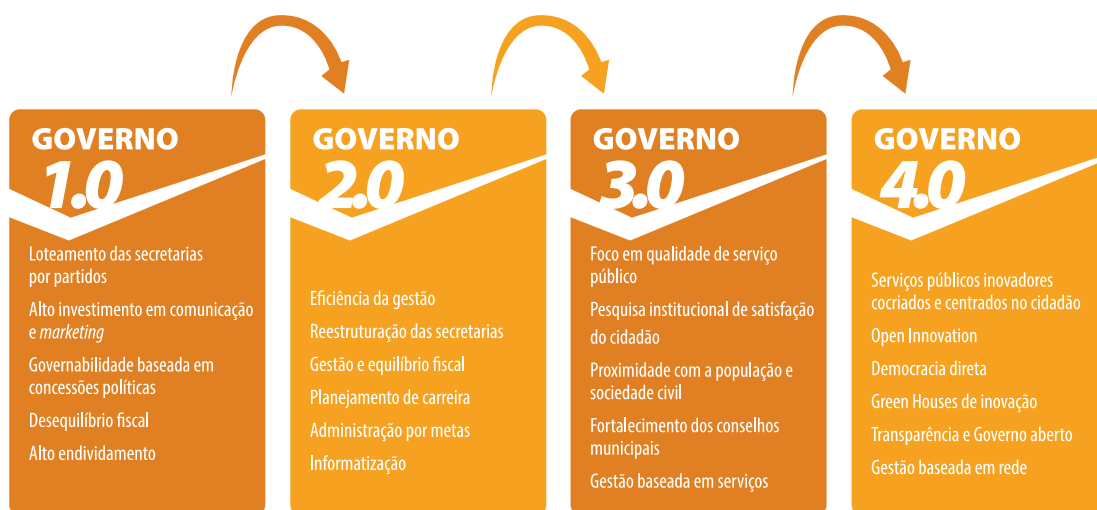 GOVERNO
1.0
Loteamento das secretarias
por partidos
Alto investimento em comunicação
e marketing
Governabilidade baseada em
concessões políticas
Desequilíbrio fiscal
Alto endividamento
GOVERNO
2.0
Eficiência da gestão
Reestruturação das secretarias
Gestão e equilíbrio fiscal
Planejamento de carreira
Administração por metas
Informatização
GOVERNO
3.0
Foco em qualidade de serviço
público
Pesquisa institucional de satisfação
do cidadão
Proximidade com a população e
sociedade civil
Fortalecimento dos conselhos
municipais
Gestão baseada em serviços
GOVERNO
4.0
Serviços públicos inovadores
cocriados e centrados no cidadão
Open Innovation
Democracia direta
Green Houses de inovação
Transparência e Governo aberto
Gestão baseada em rede